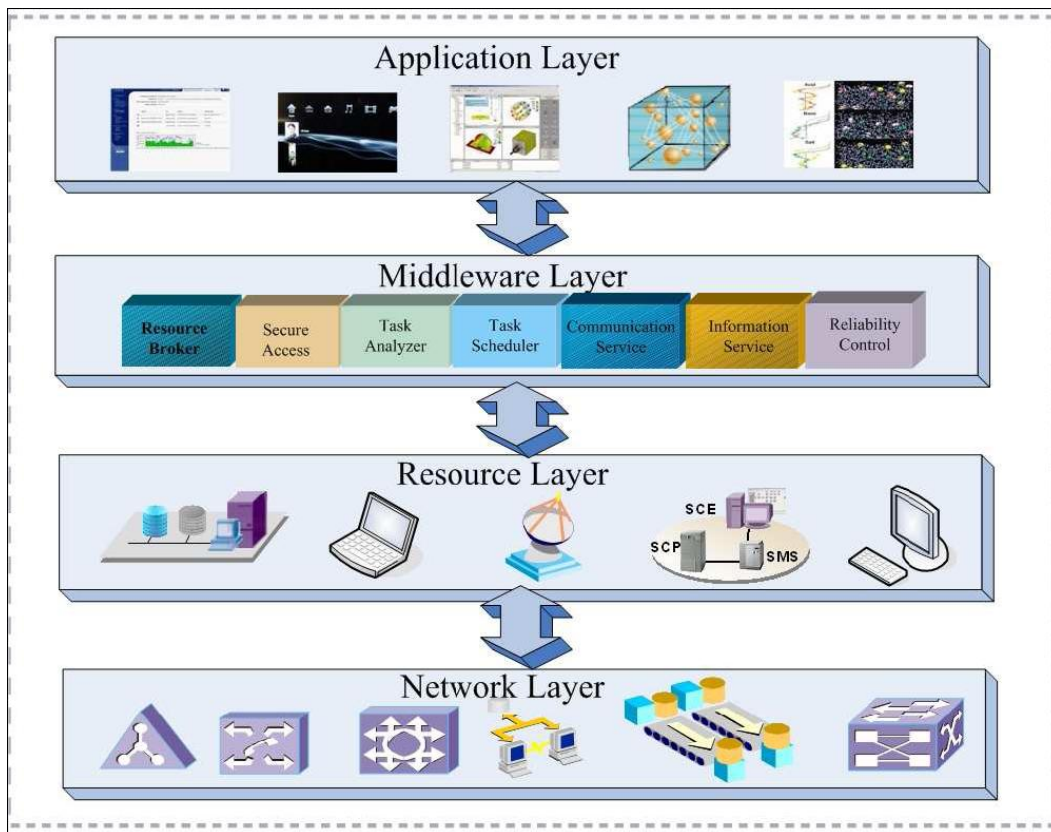 Application Layer
Middleware Layer
Resource
Broker
Secure
Access
Task
Analyzer
Task
Scheduler
Communication
Service
Information
Service
Reliability
Control
Resource Layer
SCE
SCP
SMS
Network Layer